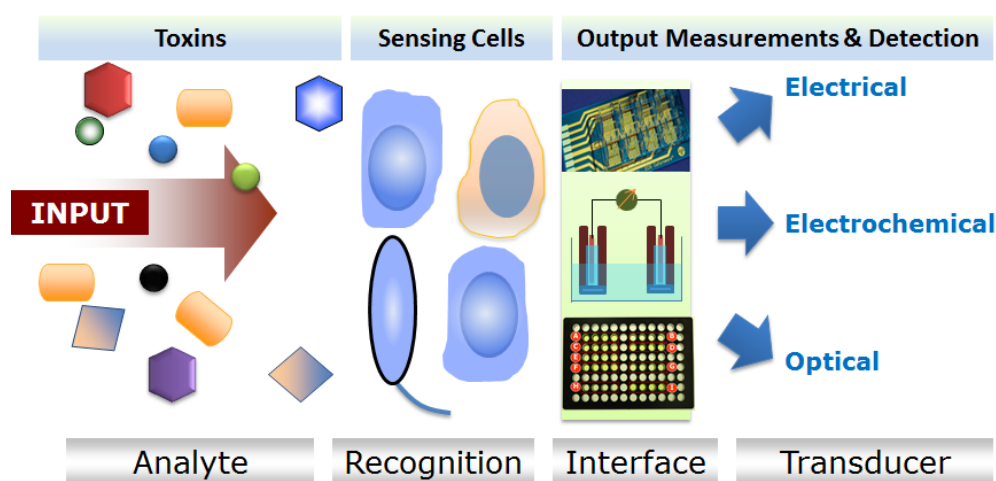 Toxins
Sensing Cells
Output Measurements & Detection
INPUT
Electrical
Electrochemical
Optical
A
B
C
D
E
F
G
H
I
Analyte
Recognition
Interface
Transducer